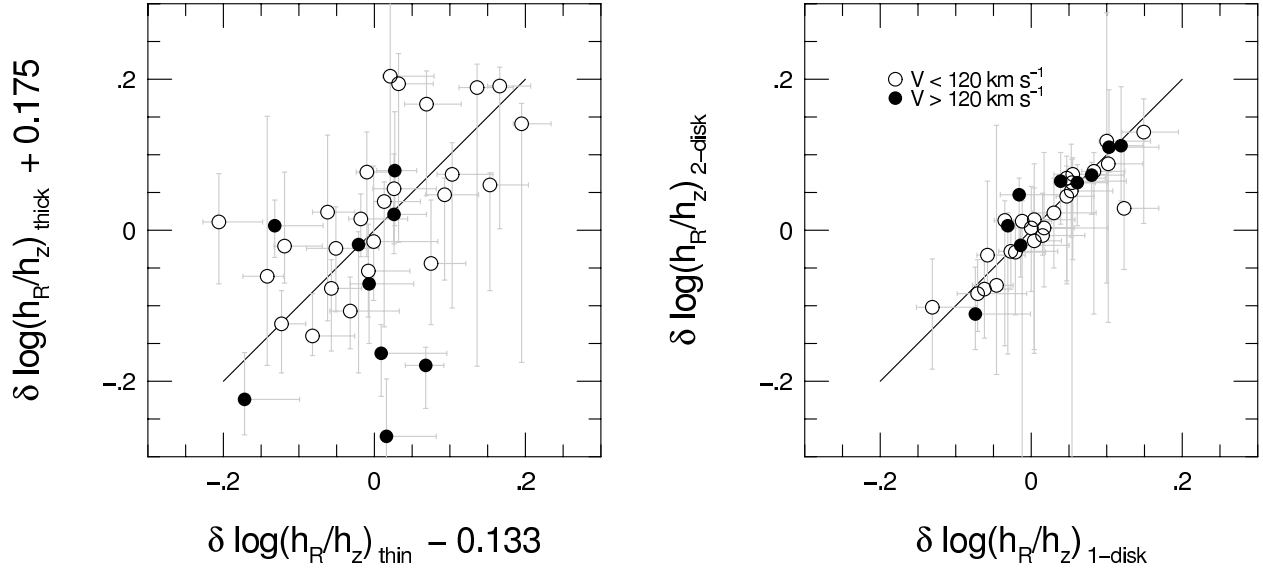 δ log(h_R/h_z)_thick + 0.175
.2
0
-.2
-.2 0 .2
δ log(h_R/h_z)_thin − 0.133
δ log(h_R/h_z)_2−disk
.2
0
-.2
V < 120 km s⁻¹
V > 120 km s⁻¹
-.2 0 .2
δ log(h_R/h_z)_1−disk